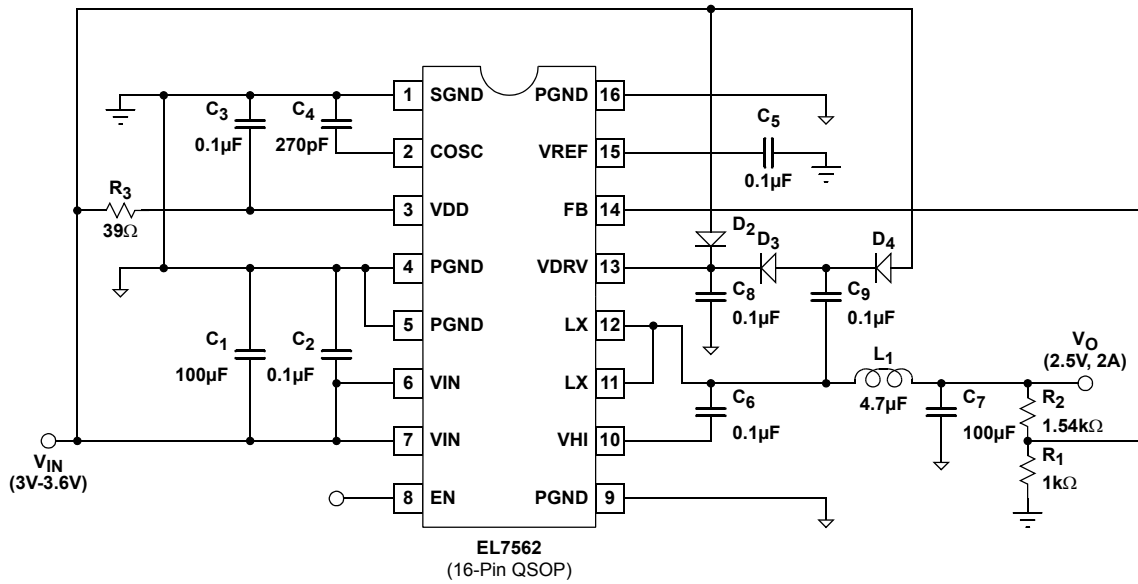 1 SGND PGND 16
C3 0.1µF
C4 270pF
C5 0.1µF
2 COSC VREF 15
R3 39Ω
3 VDD FB 14
D2 D3 D4
4 PGND VDRV 13
C8 0.1µF
C9 0.1µF
5 PGND LX 12
C1 100µF
C2 0.1µF
6 VIN LX 11
L1 4.7µF
VO (2.5V, 2A)
C6 0.1µF
C7 100µF
R2 1.54kΩ
7 VIN VHI 10
VIN (3V-3.6V)
R1 1kΩ
8 EN PGND 9
EL7562
(16-Pin QSOP)